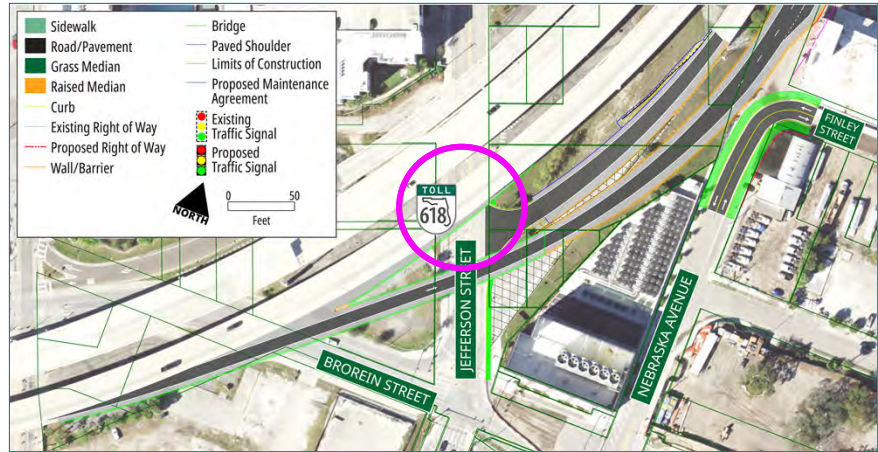 Sidewalk
Road/Pavement
Grass Median
Raised Median
Curb
Existing Right of Way
Proposed Right of Way
Wall/Barrier
Bridge
Paved Shoulder
Limits of Construction
Proposed Maintenance
Agreement
Existing
Traffic Signal
Proposed
Traffic Signal
NORTH
0 50
Feet
TOLL
618
JEFFERSON STREET
BROREIN STREET
NEBRASKA AVENUE
FINLEY
STREET